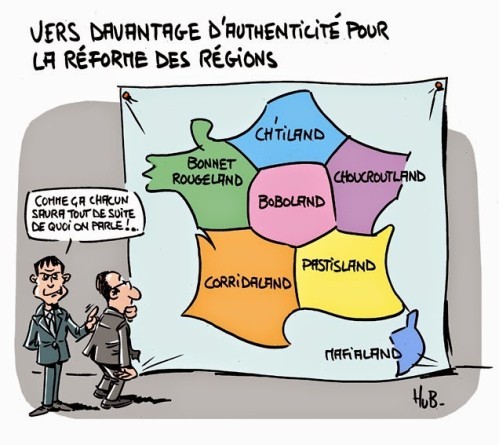 VERS DAVANTAGE D'AUTHENTICITÉ POUR
LA RÉFORME DES RÉGIONS
CH'TILAND
BONNET
ROUGELAND
CHOUCROUTLAND
BOBOLAND
COMME ÇA CHACUN
SAURA TOUT DE SUITE
DE QUOI ON PARLE !..
CORRIDALAND
PASTISLAND
MAFIALAND
HUB-